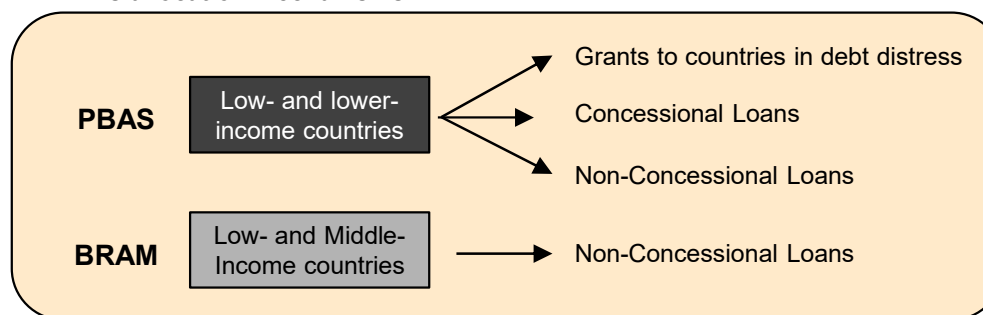 Grants to countries in debt distress
PBAS
Low- and lower-
income countries
Concessional Loans
Non-Concessional Loans
BRAM
Low- and Middle-
Income countries
Non-Concessional Loans